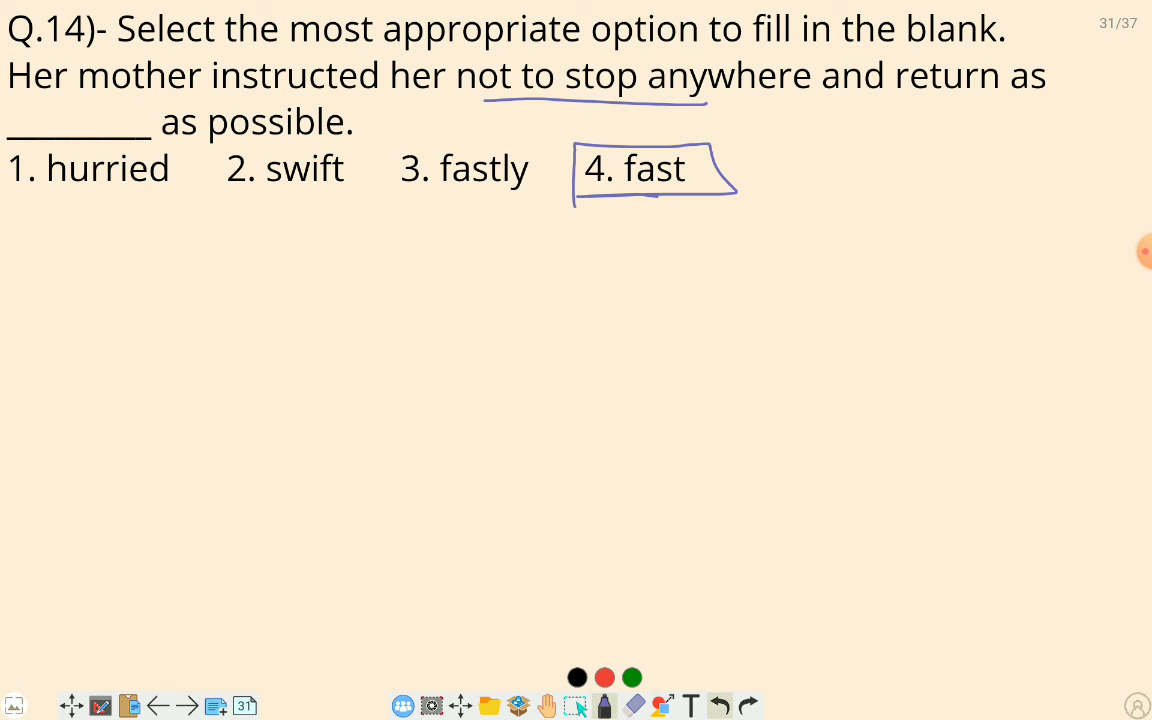 Q.14)- Select the most appropriate option to fill in the blank.
31/37
Her mother instructed her not to stop anywhere and return as
_________ as possible.
1. hurried 2. swift 3. fastly 4. fast
31
T